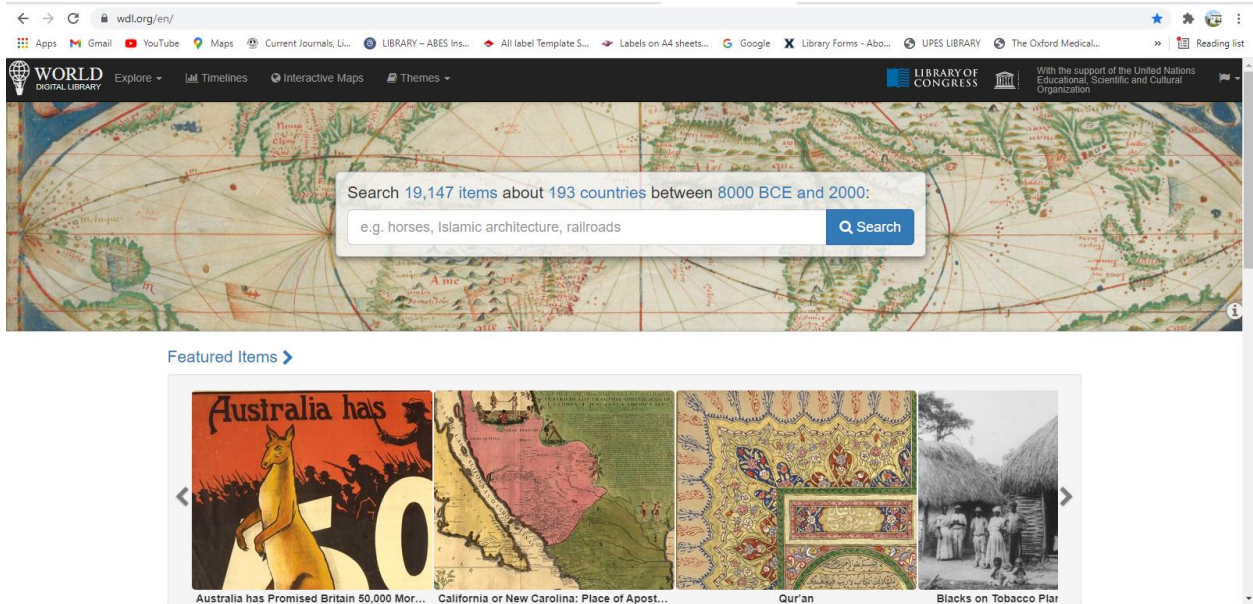 wdl.org/en/
Apps Gmail YouTube Maps Current Journals, Li... LIBRARY – ABES Ins... All label Template S... Labels on A4 sheets... Google Library Forms - Abo... UPES LIBRARY The Oxford Medical... » Reading list
WORLD
DIGITAL LIBRARY
Explore Timelines Interactive Maps Themes
LIBRARY OF
CONGRESS
With the support of the United Nations
Educational, Scientific and Cultural
Organization
Search 19,147 items about 193 countries between 8000 BCE and 2000:
e.g. horses, Islamic architecture, railroads Search
Featured Items
Australia has
50
Australia has Promised Britain 50,000 Mor... California or New Carolina: Place of Apost... Qur'an Blacks on Tobacco Plan